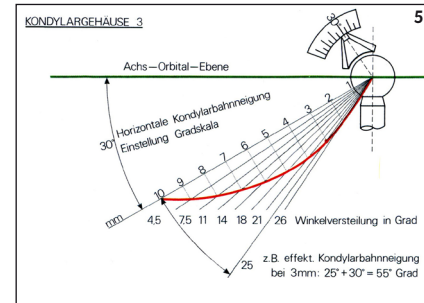 KONDYLARGEHÄUSE 3
5
30°
Achs-Orbital-Ebene
Horizontale Kondylarbahnneigung
Einstellung Gradskala
30°
1
2
3
4
5
6
7
8
9
10
mm
4,5 7,5 11 14 18 21 26 Winkelversteilung in Grad
25
z.B. effekt. Kondylarbahnneigung
bei 3mm: 25° + 30° = 55° Grad